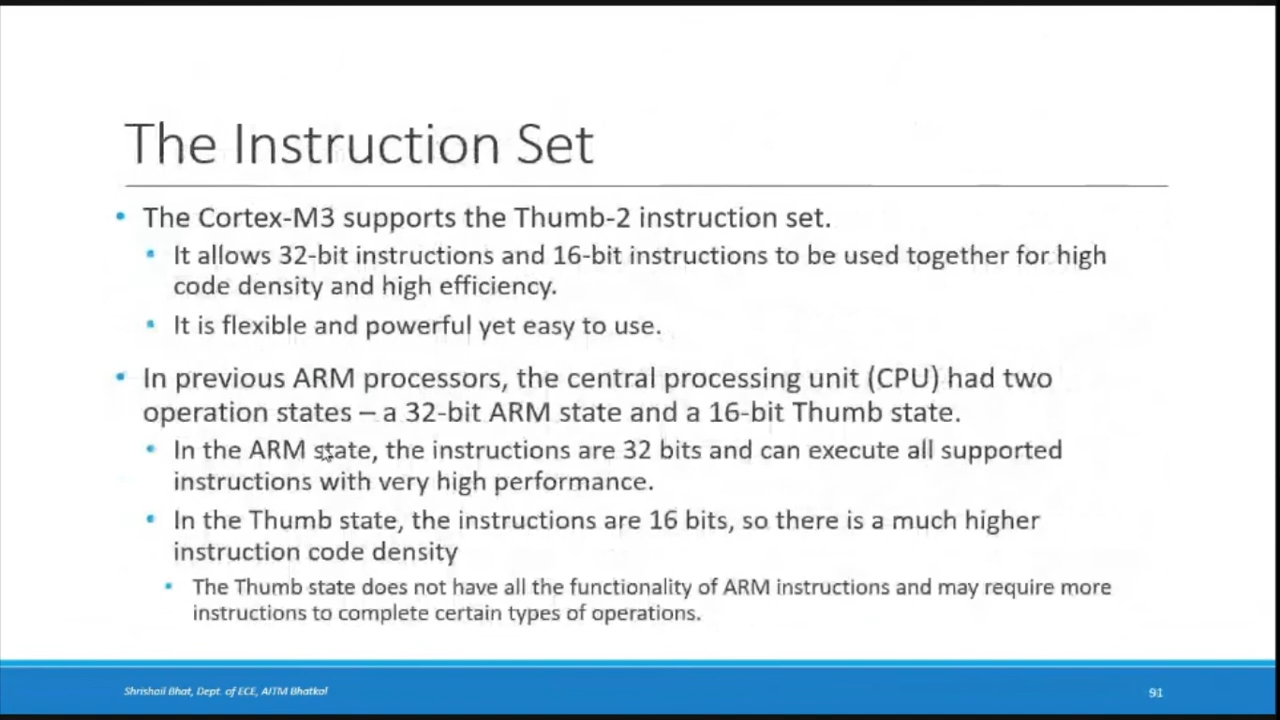 The Instruction Set
• The Cortex-M3 supports the Thumb-2 instruction set.
▪ It allows 32-bit instructions and 16-bit instructions to be used together for high
code density and high efficiency.
▪ It is flexible and powerful yet easy to use.
• In previous ARM processors, the central processing unit (CPU) had two
operation states – a 32-bit ARM state and a 16-bit Thumb state.
▪ In the ARM state, the instructions are 32 bits and can execute all supported
instructions with very high performance.
▪ In the Thumb state, the instructions are 16 bits, so there is a much higher
instruction code density
▪ The Thumb state does not have all the functionality of ARM instructions and may require more
instructions to complete certain types of operations.
Shrishail Bhat, Dept. of ECE, AITM Bhatkal
91